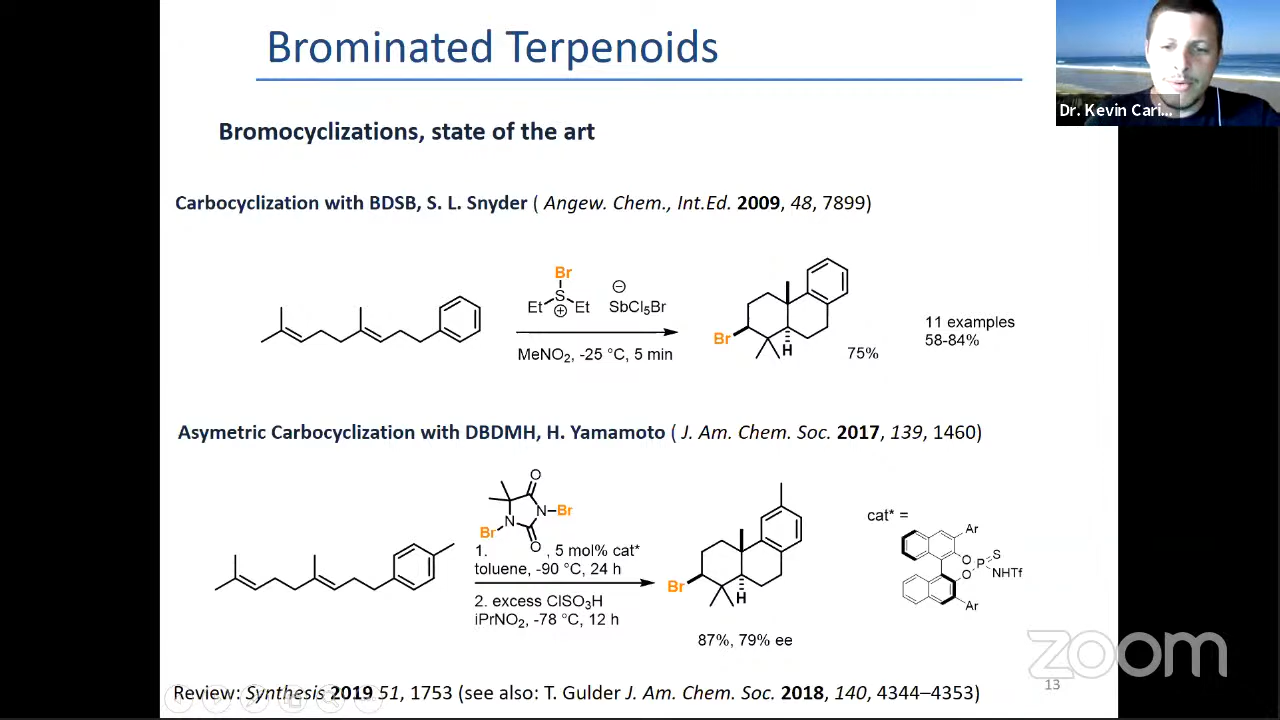 Brominated Terpenoids
Dr. Kevin Cari...
Bromocyclizations, state of the art
Carbocyclization with BDSB, S. L. Snyder ( Angew. Chem., Int.Ed. 2009, 48, 7899)
Br
S
Et
Et
SbCl5Br
MeNO2, -25 °C, 5 min
Br
H
75%
11 examples
58-84%
Asymetric Carbocyclization with DBDMH, H. Yamamoto ( J. Am. Chem. Soc. 2017, 139, 1460)
O
N
Br
Br
N
O
1. , 5 mol% cat*
toluene, -90 °C, 24 h
2. excess ClSO3H
iPrNO2, -78 °C, 12 h
Br
H
87%, 79% ee
cat* =
Ar
O
O
P
S
NHTf
Ar
zoom
13
Review: Synthesis 2019 51, 1753 (see also: T. Gulder J. Am. Chem. Soc. 2018, 140, 4344–4353)